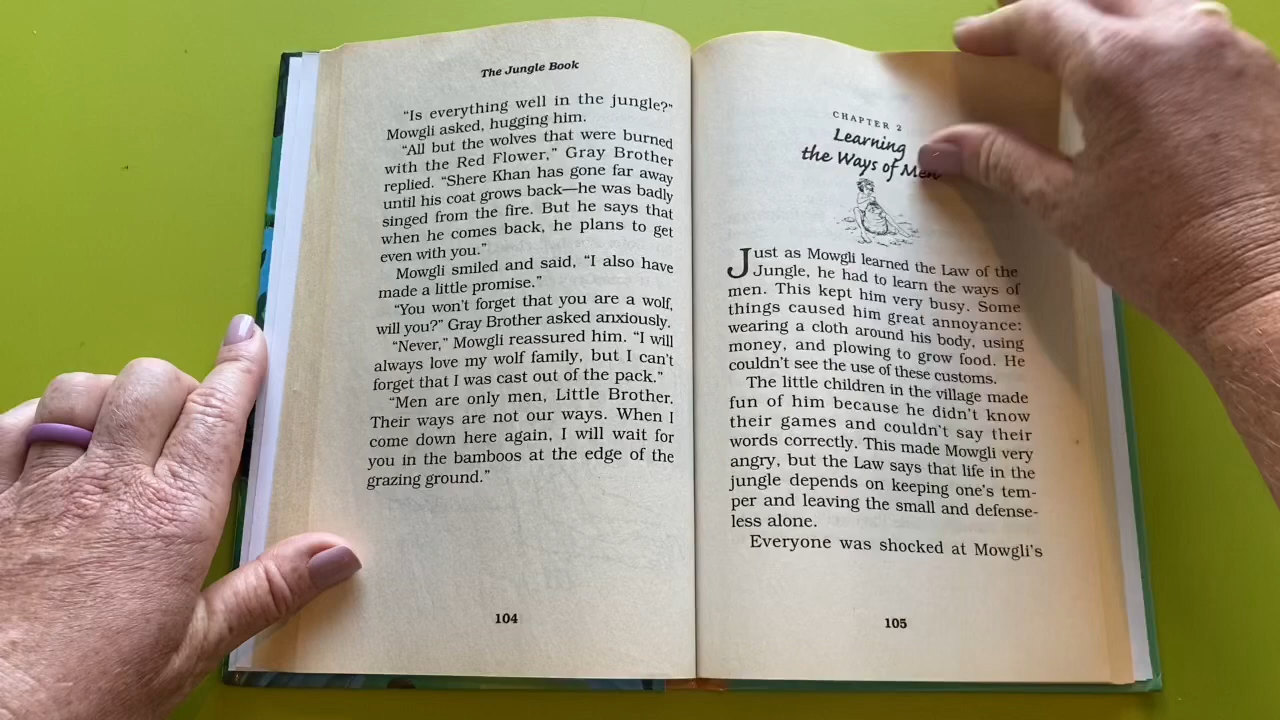 The Jungle Book
“Is everything well in the jungle?”
Mowgli asked, hugging him.
“All but the wolves that were burned
with the Red Flower,” Gray Brother
replied. “Shere Khan has gone far away
until his coat grows back—he was badly
singed from the fire. But he says that
when he comes back, he plans to get
even with you.”
Mowgli smiled and said, “I also have
made a little promise.”
“You won’t forget that you are a wolf,
will you?” Gray Brother asked anxiously.
“Never,” Mowgli reassured him. “I will
always love my wolf family, but I can’t
forget that I was cast out of the pack.”
“Men are only men, Little Brother.
Their ways are not our ways. When I
come down here again, I will wait for
you in the bamboos at the edge of the
grazing ground.”
104
CHAPTER 2
Learning
the Ways of Men
Just as Mowgli learned the Law of the
Jungle, he had to learn the ways of
men. This kept him very busy. Some
things caused him great annoyance:
wearing a cloth around his body, using
money, and plowing to grow food. He
couldn’t see the use of these customs.
The little children in the village made
fun of him because he didn’t know
their games and couldn’t say their
words correctly. This made Mowgli very
angry, but the Law says that life in the
jungle depends on keeping one’s tem-
per and leaving the small and defense-
less alone.
Everyone was shocked at Mowgli’s
105